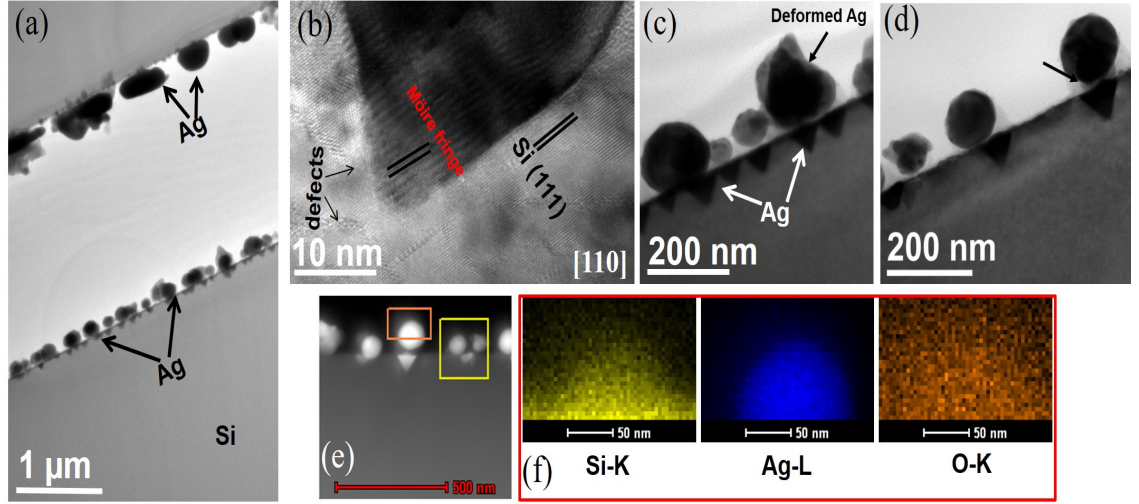 (a)
Ag
Ag
Si
1 µm
(b)
Möire fringe
defects
Si (111)
10 nm
[110]
(c)
Deformed Ag
Ag
200 nm
(d)
200 nm
(e)
500 nm
(f)
50 nm
50 nm
50 nm
Si-K
Ag-L
O-K